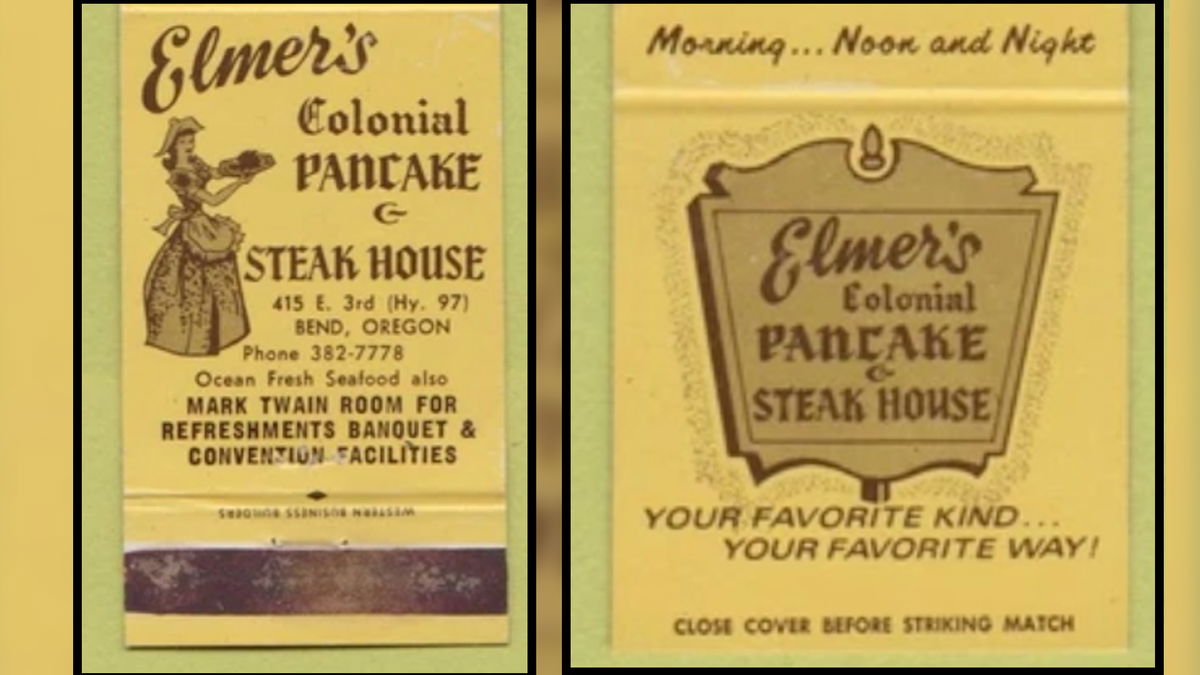 Elmer's
Colonial
PANCAKE
&
STEAK HOUSE
415 E. 3rd (Hy. 97)
BEND, OREGON
Phone 382-7778
Ocean Fresh Seafood also
MARK TWAIN ROOM FOR
REFRESHMENTS BANQUET &
CONVENTION FACILITIES
WESTERN BUSINESS BUILDERS
Morning... Noon and Night
Elmer's
Colonial
PANCAKE
&
STEAK HOUSE
YOUR FAVORITE KIND...
YOUR FAVORITE WAY!
CLOSE COVER BEFORE STRIKING MATCH